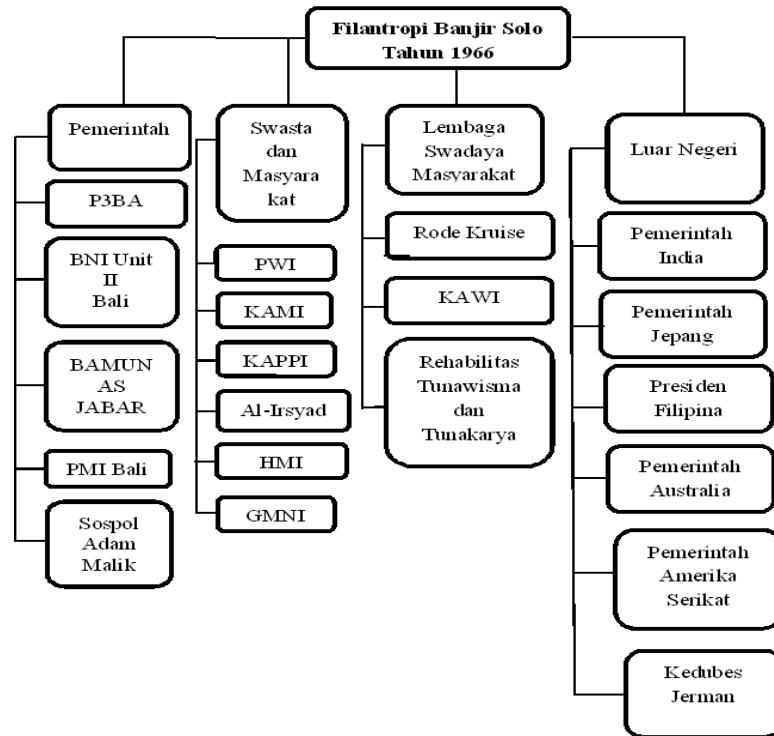 Filantropi Banjir Solo
Tahun 1966
Pemerintah
P3BA
BNI Unit
II
Bali
BAMUN
AS
JABAR
PMI Bali
Sospol
Adam
Malik
Swasta
dan
Masyara
kat
PWI
KAMI
KAPPI
Al-Irsyad
HMI
GMNI
Lembaga
Swadaya
Masyarakat
Rode Kruise
KAWI
Rehabilitas
Tunawisma
dan
Tunakarya
Luar Negeri
Pemerintah
India
Pemerintah
Jepang
Presiden
Filipina
Pemerintah
Australia
Pemerintah
Amerika
Serikat
Kedubes
Jerman